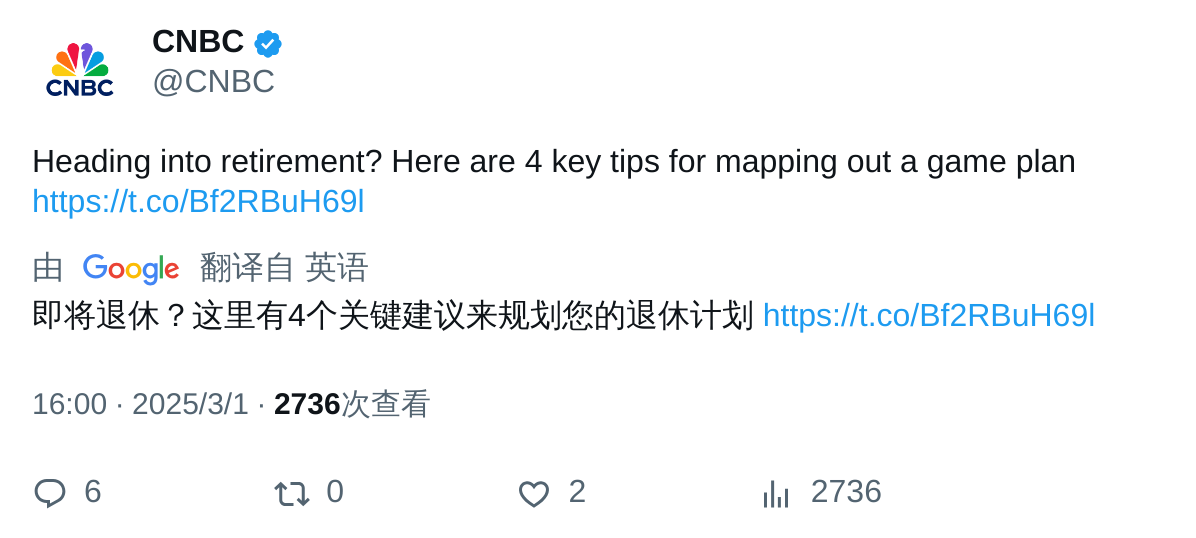 CNBC
CNBC
@CNBC
Heading into retirement? Here are 4 key tips for mapping out a game plan
https://t.co/Bf2RBuH69l
由 Google 翻译自 英语
即将退休？这里有4个关键建议来规划您的退休计划 https://t.co/Bf2RBuH69l
16:00 · 2025/3/1 · 2736次查看
6 0 2 2736